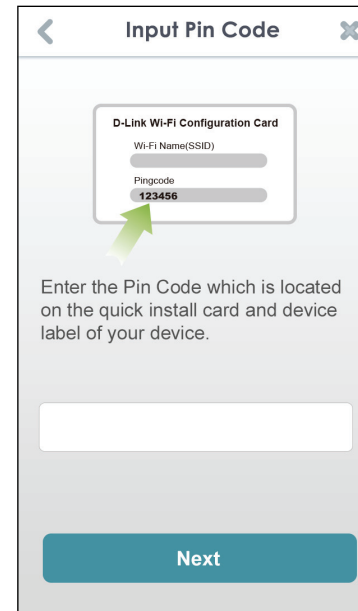 Input Pin Code
D-Link Wi-Fi Configuration Card
Wi-Fi Name(SSID)
Pingcode
123456
Enter the Pin Code which is located
on the quick install card and device
label of your device.
Next